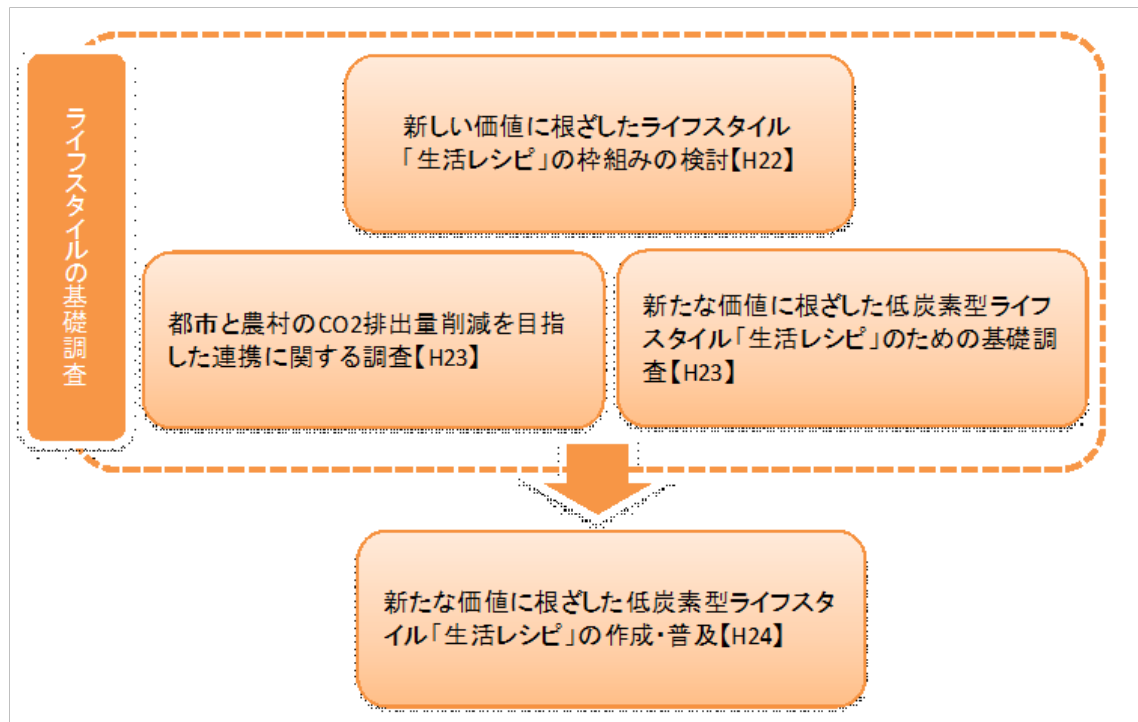 ライフスタイルの基礎調査
新しい価値に根ざしたライフスタイル
「生活レシピ」の枠組みの検討【H22】
都市と農村のCO2排出量削減を目指
した連携に関する調査【H23】
新たな価値に根ざした低炭素型ライフ
スタイル「生活レシピ」のための基礎調
査【H23】
新たな価値に根ざした低炭素型ライフスタ
イル「生活レシピ」の作成・普及【H24】